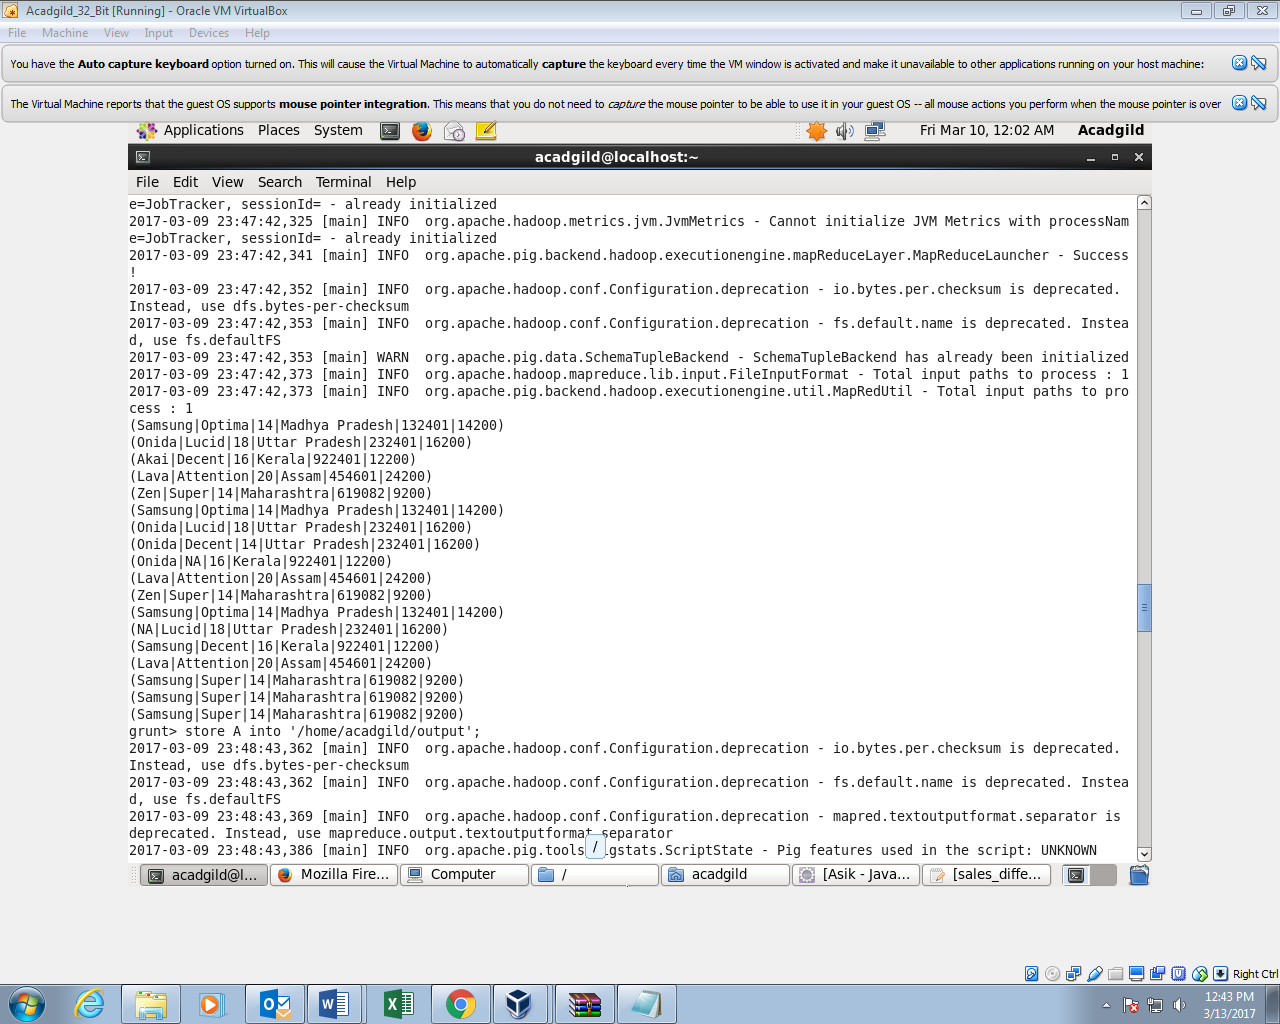 Acadgild_32_Bit [Running] - Oracle VM VirtualBox
File Machine View Input Devices Help
You have the Auto capture keyboard option turned on. This will cause the Virtual Machine to automatically capture the keyboard every time the VM window is activated and make it unavailable to other applications running on your host machine:
The Virtual Machine reports that the guest OS supports mouse pointer integration. This means that you do not need to capture the mouse pointer to be able to use it in your guest OS -- all mouse actions you perform when the mouse pointer is over
Applications Places System Fri Mar 10, 12:02 AM Acadgild
acadgild@localhost:~
File Edit View Search Terminal Help
e=JobTracker, sessionId= - already initialized
2017-03-09 23:47:42,325 [main] INFO  org.apache.hadoop.metrics.jvm.JvmMetrics - Cannot initialize JVM Metrics with processNam
e=JobTracker, sessionId= - already initialized
2017-03-09 23:47:42,341 [main] INFO  org.apache.pig.backend.hadoop.executionengine.mapReduceLayer.MapReduceLauncher - Success
!
2017-03-09 23:47:42,352 [main] INFO  org.apache.hadoop.conf.Configuration.deprecation - io.bytes.per.checksum is deprecated.
Instead, use dfs.bytes-per-checksum
2017-03-09 23:47:42,353 [main] INFO  org.apache.hadoop.conf.Configuration.deprecation - fs.default.name is deprecated. Instea
d, use fs.defaultFS
2017-03-09 23:47:42,353 [main] WARN  org.apache.pig.data.SchemaTupleBackend - SchemaTupleBackend has already been initialized
2017-03-09 23:47:42,373 [main] INFO  org.apache.hadoop.mapreduce.lib.input.FileInputFormat - Total input paths to process : 1
2017-03-09 23:47:42,373 [main] INFO  org.apache.pig.backend.hadoop.executionengine.util.MapRedUtil - Total input paths to pro
cess : 1
(Samsung|Optima|14|Madhya Pradesh|132401|14200)
(Onida|Lucid|18|Uttar Pradesh|232401|16200)
(Akai|Decent|16|Kerala|922401|12200)
(Lava|Attention|20|Assam|454601|24200)
(Zen|Super|14|Maharashtra|619082|9200)
(Samsung|Optima|14|Madhya Pradesh|132401|14200)
(Onida|Lucid|18|Uttar Pradesh|232401|16200)
(Onida|Decent|14|Uttar Pradesh|232401|16200)
(Onida|NA|16|Kerala|922401|12200)
(Lava|Attention|20|Assam|454601|24200)
(Zen|Super|14|Maharashtra|619082|9200)
(Samsung|Optima|14|Madhya Pradesh|132401|14200)
(NA|Lucid|18|Uttar Pradesh|232401|16200)
(Samsung|Decent|16|Kerala|922401|12200)
(Lava|Attention|20|Assam|454601|24200)
(Samsung|Super|14|Maharashtra|619082|9200)
(Samsung|Super|14|Maharashtra|619082|9200)
(Samsung|Super|14|Maharashtra|619082|9200)
grunt> store A into '/home/acadgild/output';
2017-03-09 23:48:43,362 [main] INFO  org.apache.hadoop.conf.Configuration.deprecation - io.bytes.per.checksum is deprecated.
Instead, use dfs.bytes-per-checksum
2017-03-09 23:48:43,362 [main] INFO  org.apache.hadoop.conf.Configuration.deprecation - fs.default.name is deprecated. Instea
d, use fs.defaultFS
2017-03-09 23:48:43,369 [main] INFO  org.apache.hadoop.conf.Configuration.deprecation - mapred.textoutputformat.separator is
deprecated. Instead, use mapreduce.output.textoutputformat.separator
2017-03-09 23:48:43,386 [main] INFO  org.apache.pig.tools / gstats.ScriptState - Pig features used in the script: UNKNOWN
acadgild@l... Mozilla Fire... Computer / acadgild [Asik - Java... [sales_diffe...
Right Ctrl
12:43 PM
3/13/2017